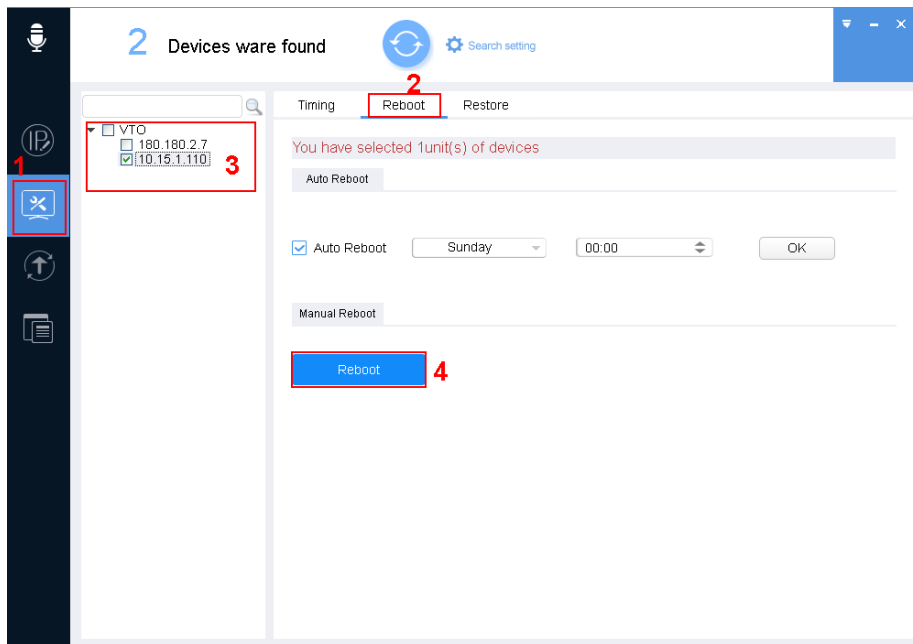 2 Devices ware found
Search setting
2
Timing Reboot Restore
VTO
180.180.2.7
10.15.1.110
3
You have selected 1unit(s) of devices
Auto Reboot
IP
1
Auto Reboot Sunday 00:00 OK
Manual Reboot
Reboot
4